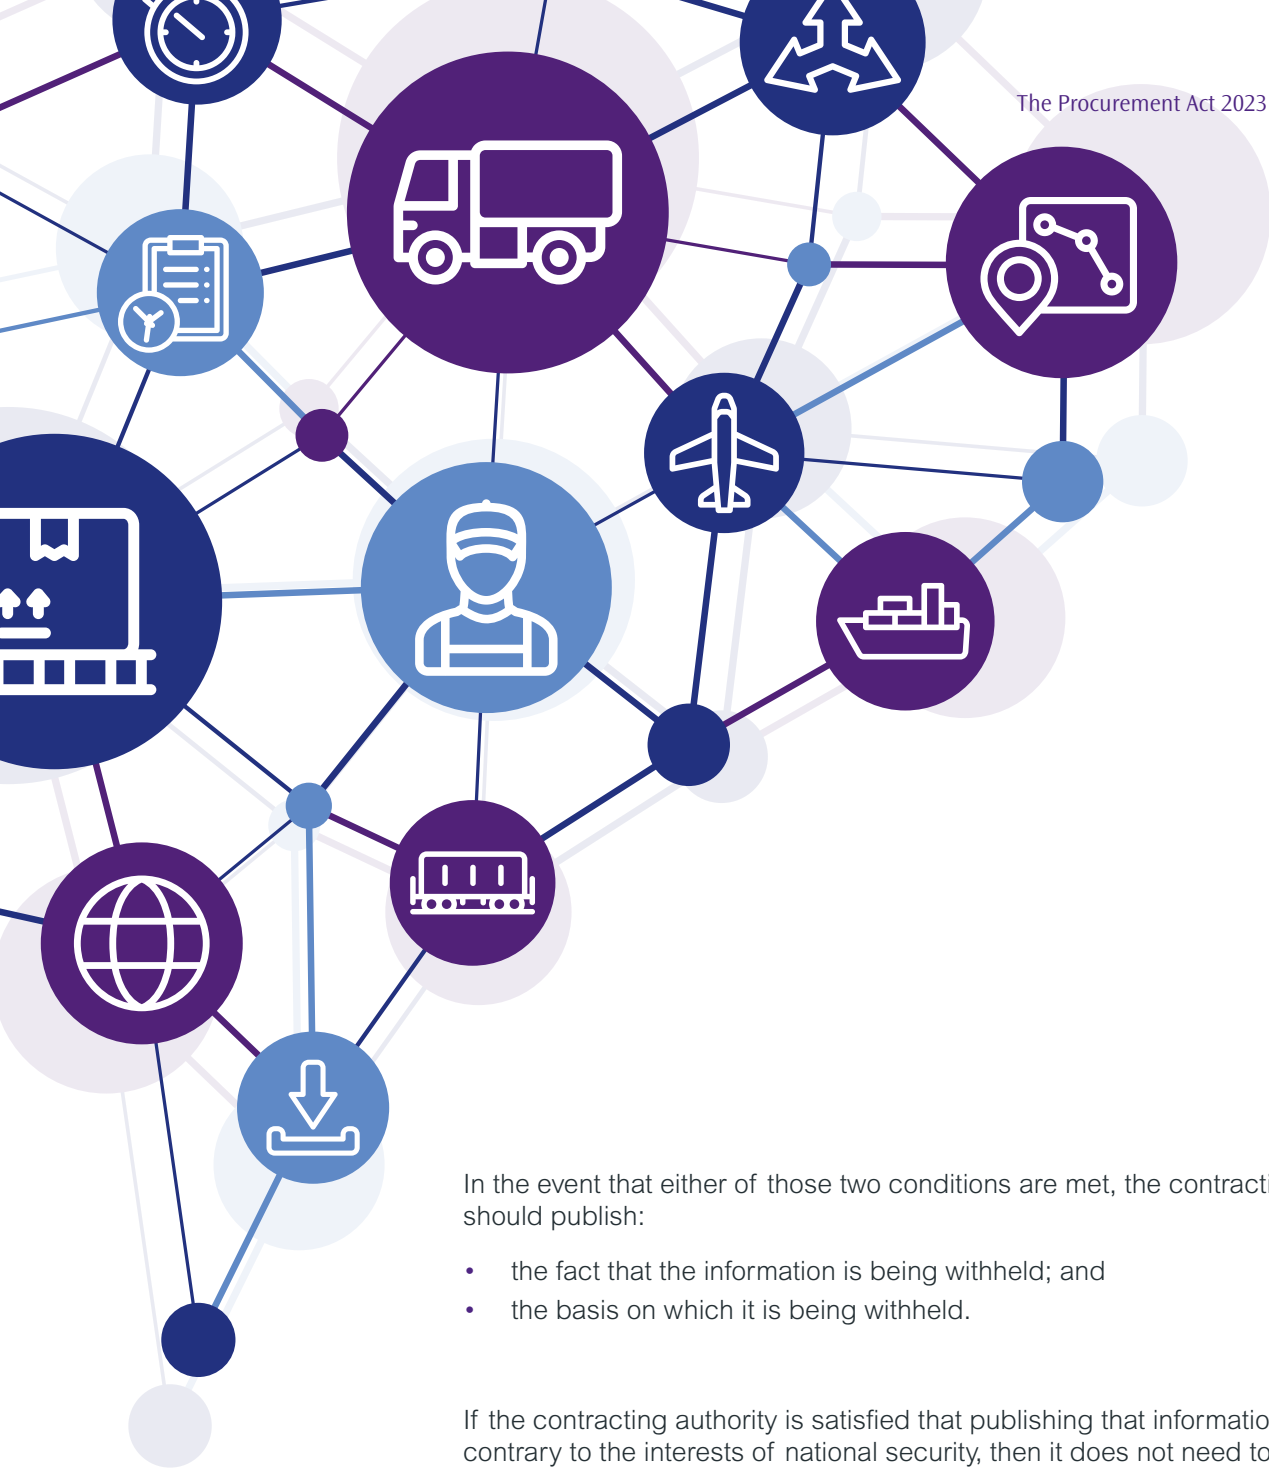 The Procurement Act 2023
In the event that either of those two conditions are met, the
should publish:
• the fact that the information is being withheld; and
• the basis on which it is being withheld.
If the contracting authority is satisfied that publishing that
contrary to the interests of national security, then it does not need to